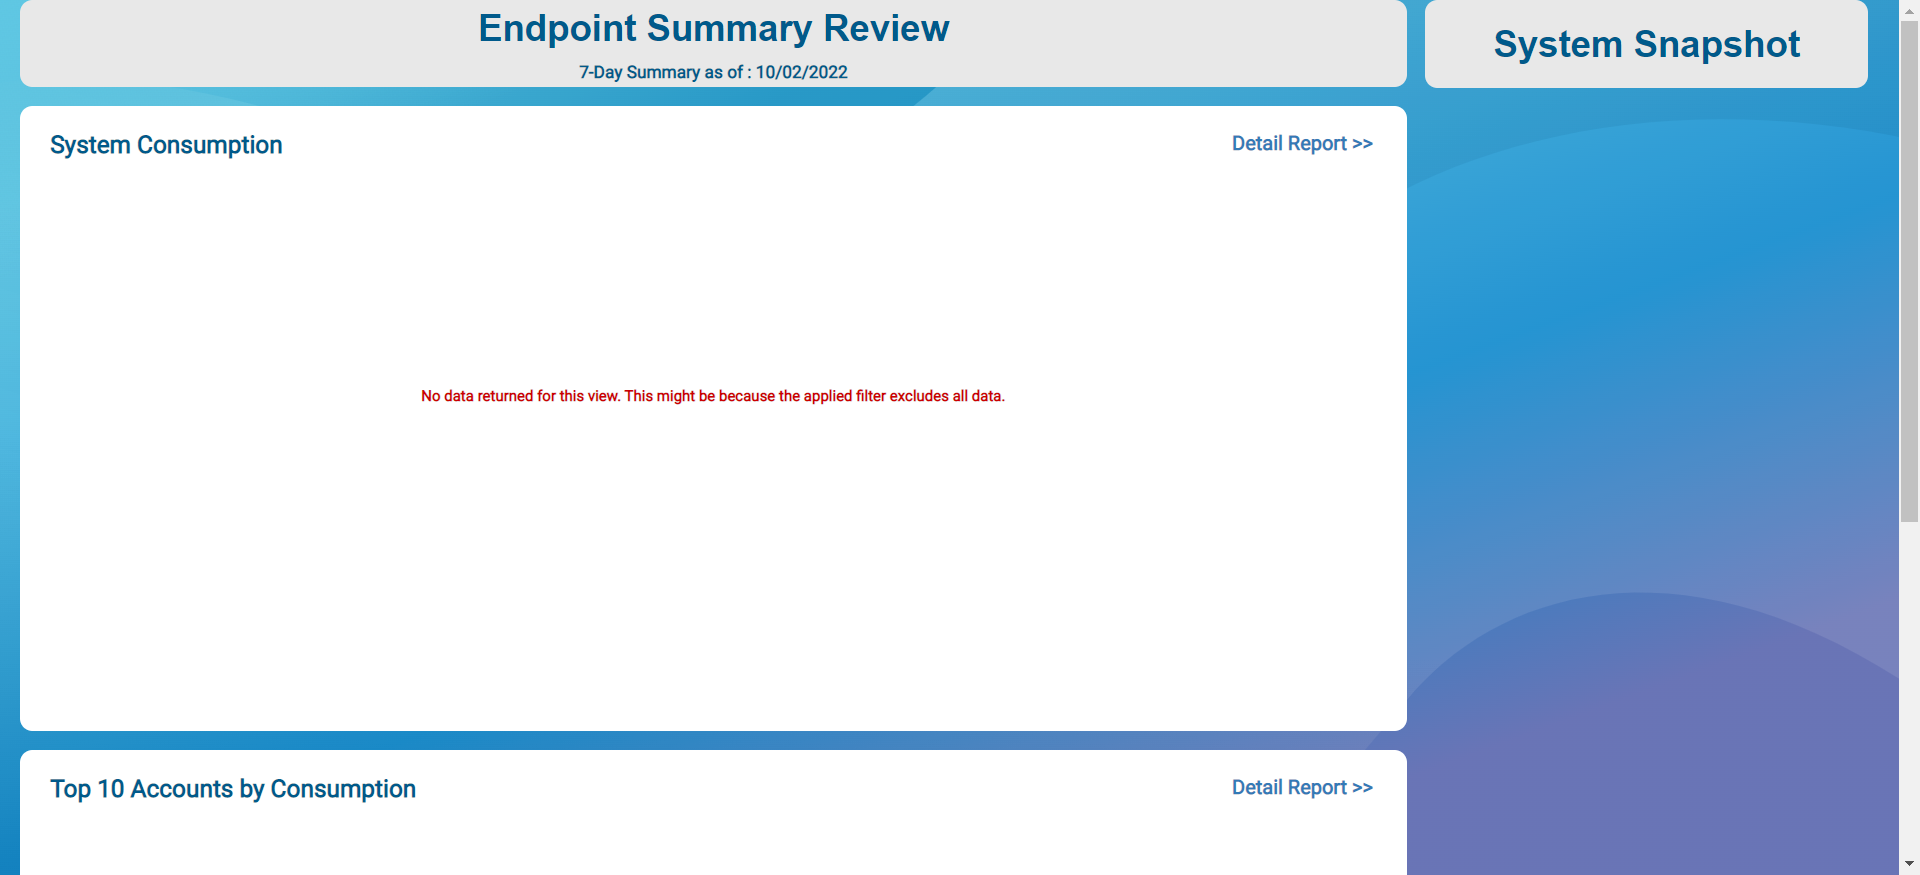 Endpoint Summary Review
7-Day Summary as of : 10/02/2022
System Snapshot
System Consumption
Detail Report >>
No data returned for this view. This might be because the applied filter excludes all data.
Top 10 Accounts by Consumption
Detail Report >>